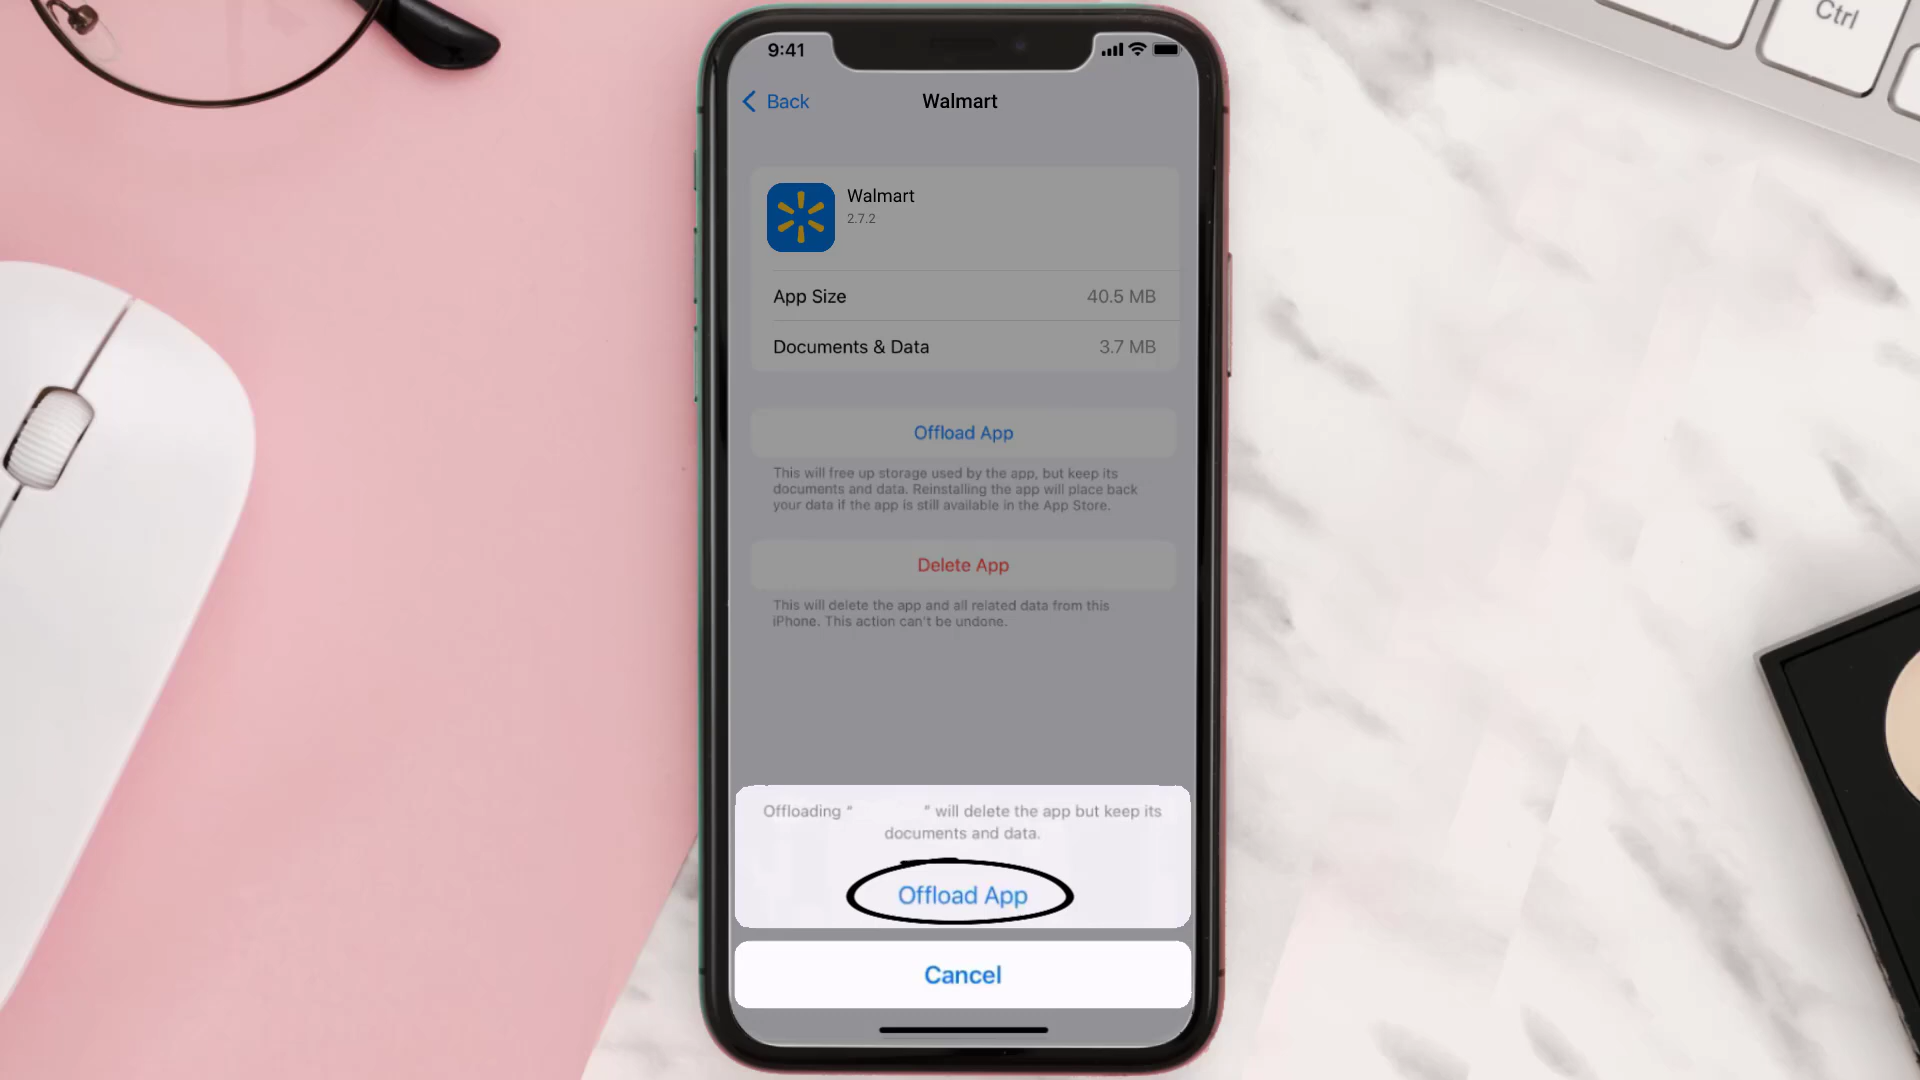 Ctrl
9:41
Back
Walmart
Walmart
2.7.2
App Size 40.5 MB
Documents & Data 3.7 MB
Offload App
This will free up storage used by the app, but keep its
documents and data. Reinstalling the app will place back
your data if the app is still available in the App Store.
Delete App
This will delete the app and all related data from this
iPhone. This action can't be undone.
Offloading “ ” will delete the app but keep its
documents and data.
Offload App
Cancel